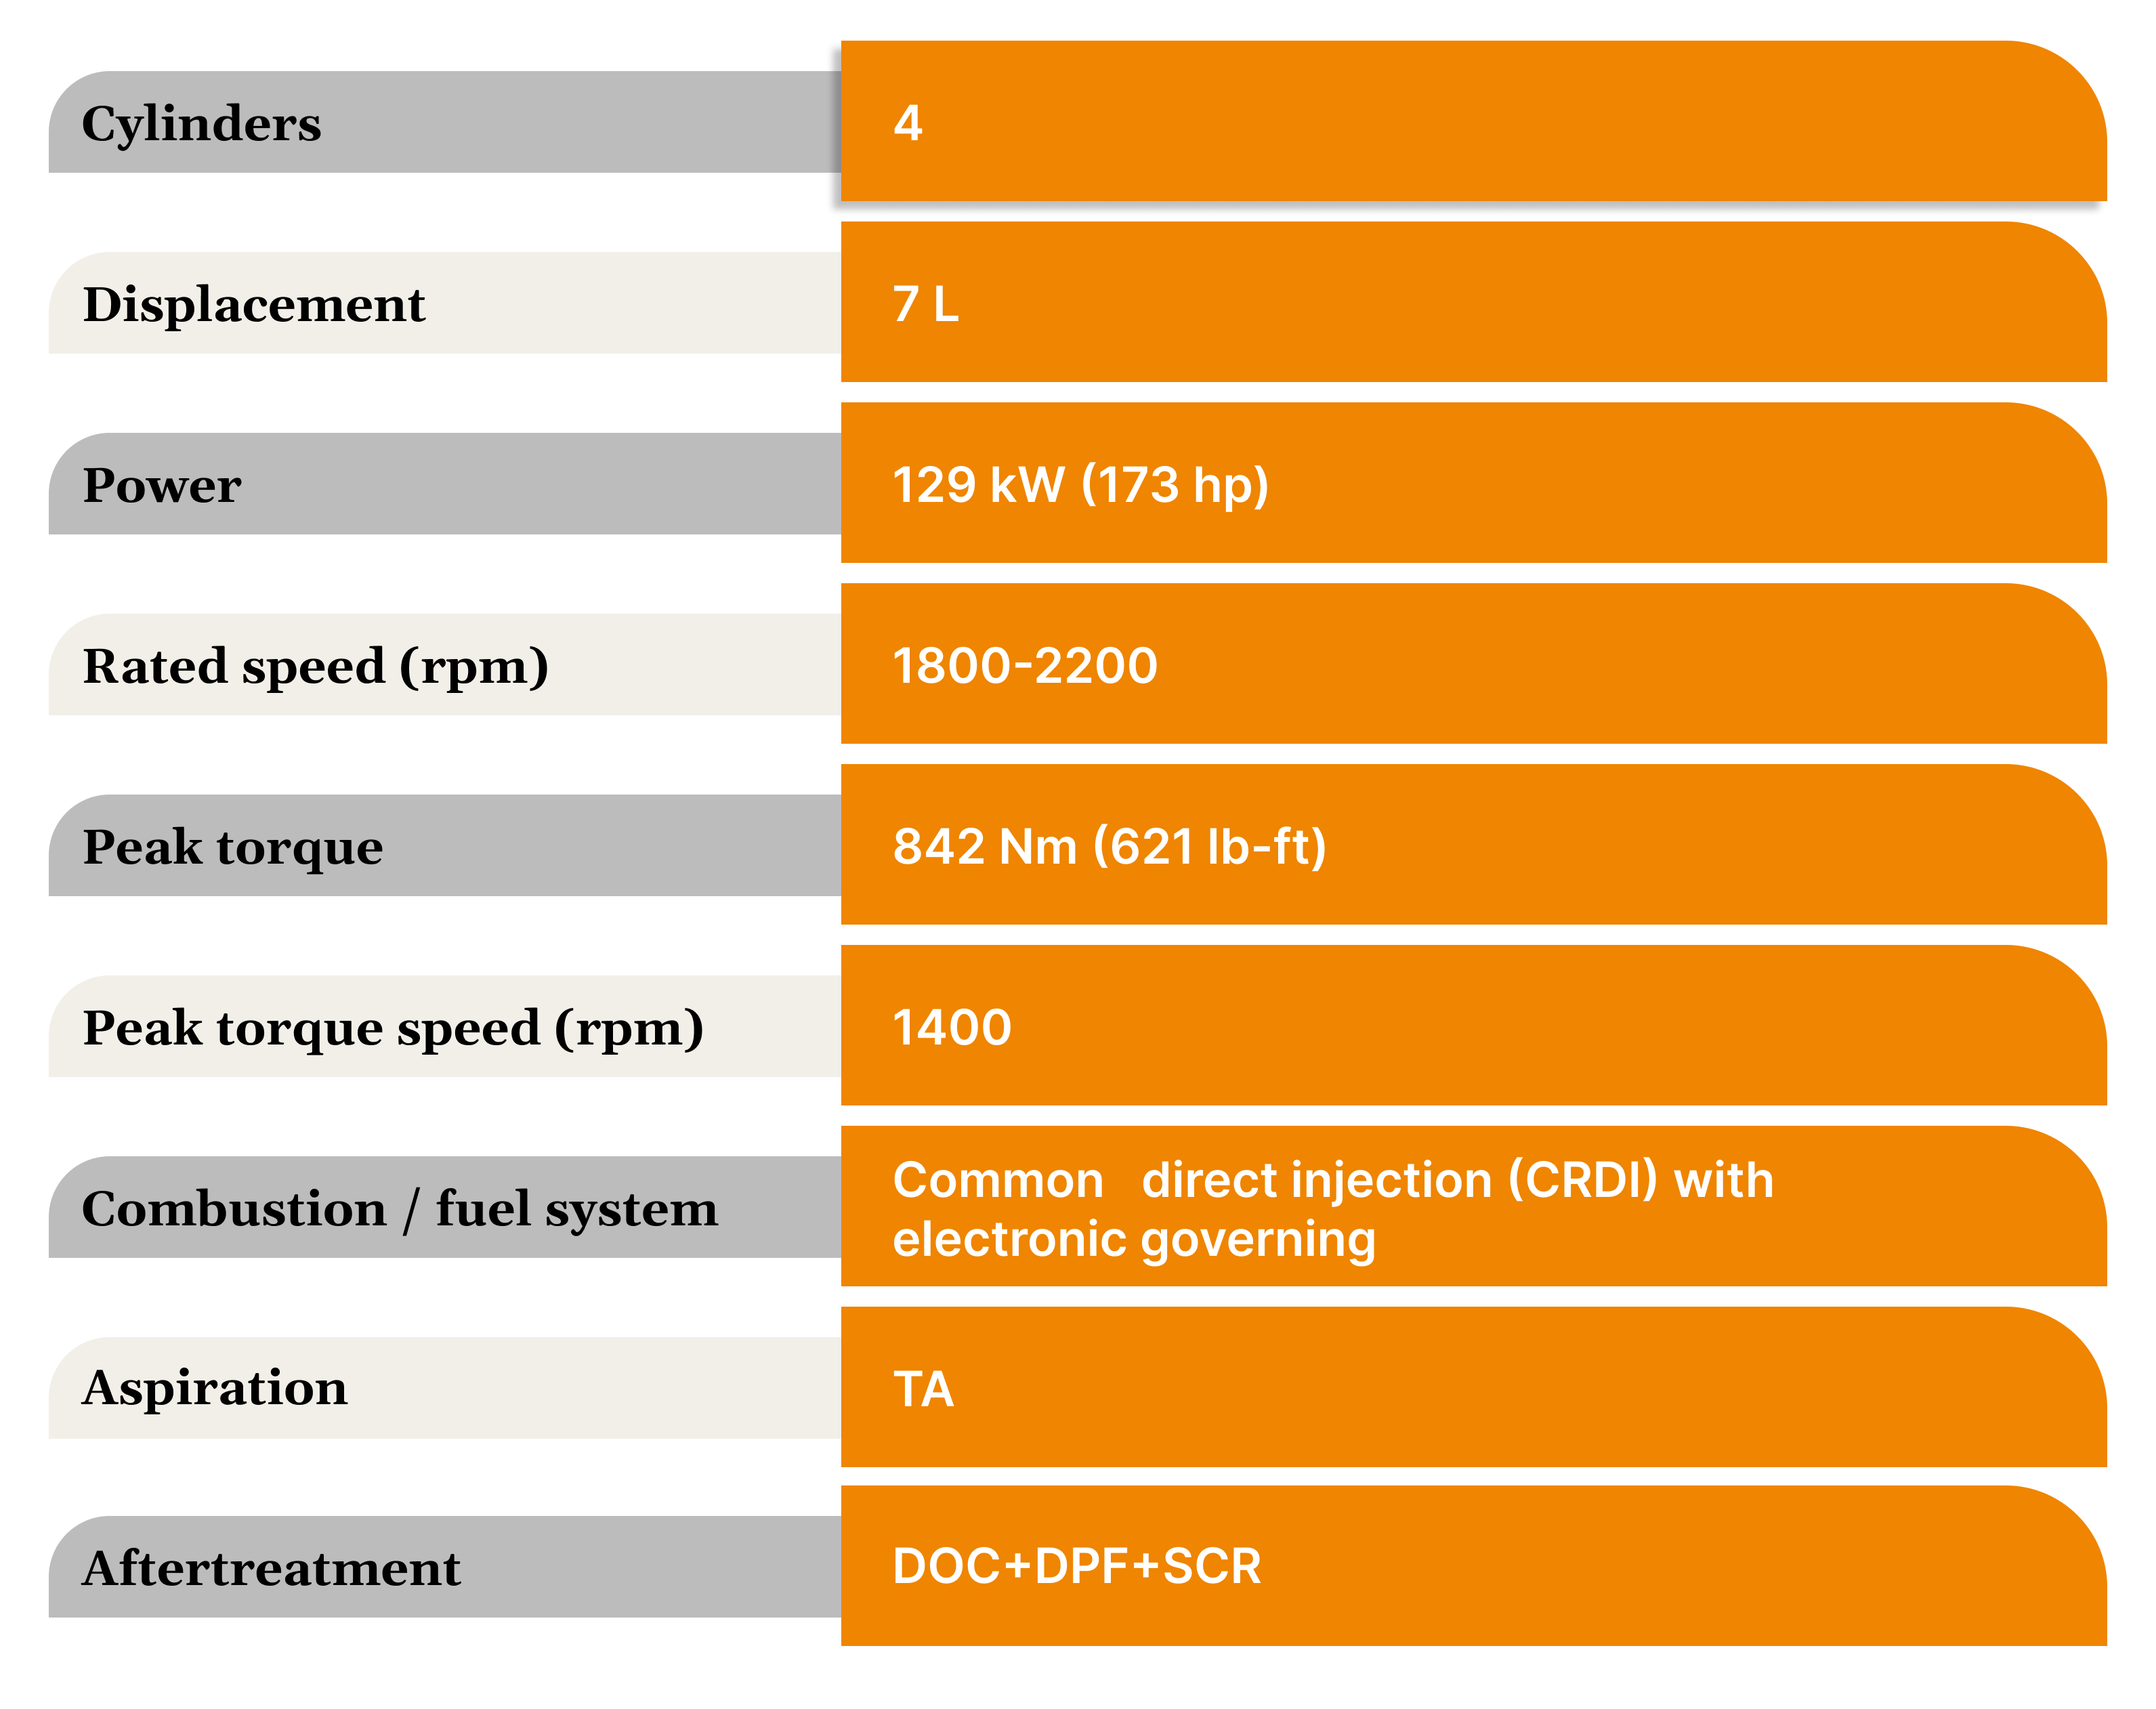 Cylinders
4
Displacement
7 L
Power
129 kW (173 hp)
Rated speed (rpm)
1800-2200
Peak torque
842 Nm (621 lb-ft)
Peak torque speed (rpm)
1400
Combustion / fuel system
Common direct injection (CRDI) with
electronic governing
Aspiration
TA
Aftertreatment
DOC+DPF+SCR